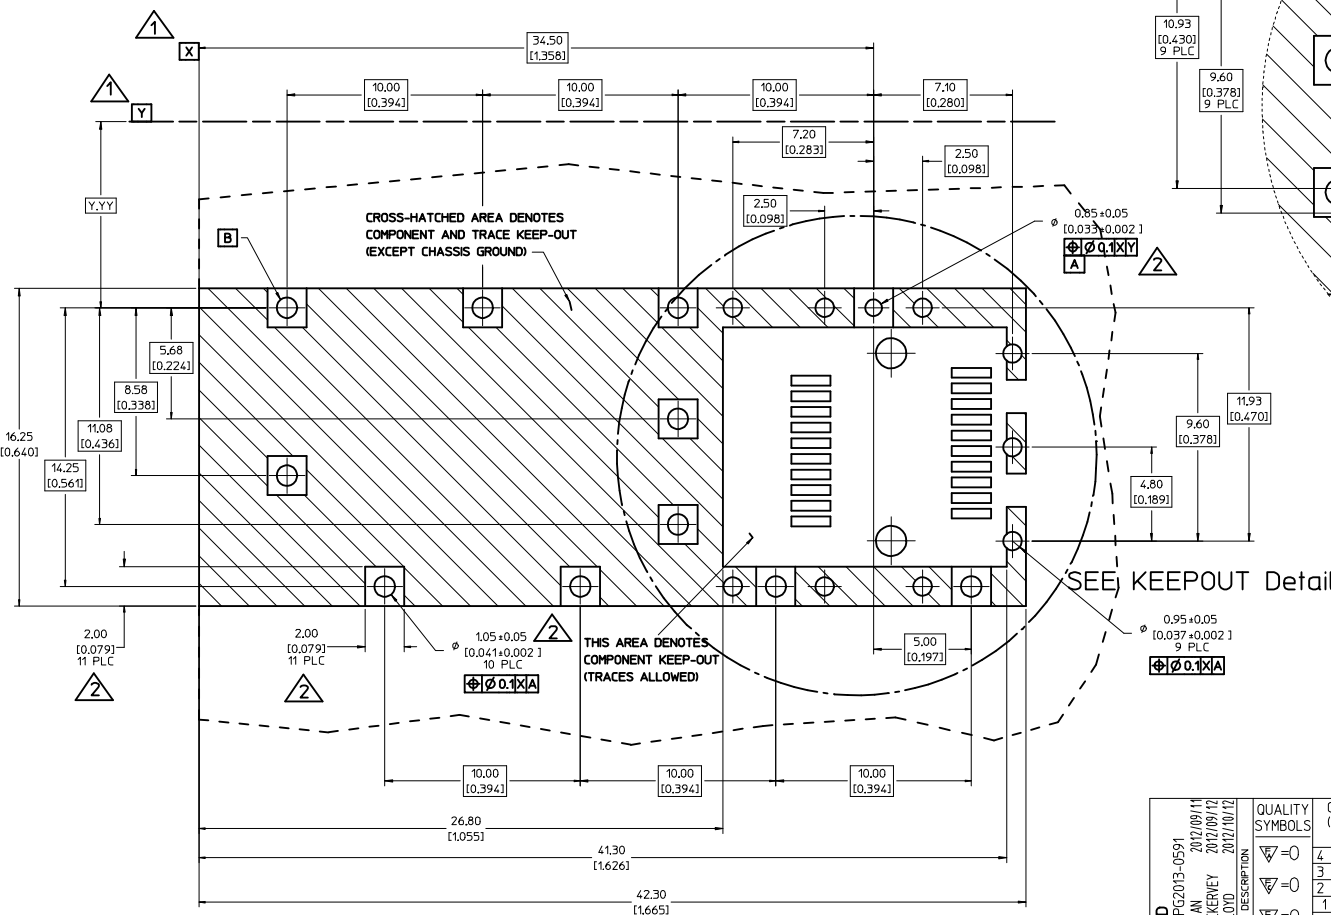 1
X
34.50
[1.358]
10.93
[0.430]
9 PLC
1
Y
10.00
[0.394]
10.00
[0.394]
10.00
[0.394]
7.10
[0.280]
9.60
[0.378]
9 PLC
7.20
[0.283]
2.50
[0.098]
Y.YY
2.50
[0.098]
CROSS-HATCHED AREA DENOTES
COMPONENT AND TRACE KEEP-OUT
(EXCEPT CHASSIS GROUND)
B
⌀ 0.85±0.05
[0.033±0.002 ]
⌖ Ø 0.1 X Y
A
2
5.68
[0.224]
8.58
[0.338]
11.08
[0.436]
16.25
[0.640]
14.25
[0.561]
11.93
[0.470]
9.60
[0.378]
4.80
[0.189]
SEE KEEPOUT Detail
2.00
[0.079]
11 PLC
2
2.00
[0.079]
11 PLC
2
⌀ 1.05±0.05
[0.041±0.002 ]
10 PLC
⌖ Ø 0.1 X A
2
THIS AREA DENOTES
COMPONENT KEEP-OUT
(TRACES ALLOWED)
5.00
[0.197]
⌀ 0.95±0.05
[0.037±0.002 ]
9 PLC
⌖ Ø 0.1 X A
10.00
[0.394]
10.00
[0.394]
10.00
[0.394]
26.80
[1.055]
41.30
[1.626]
42.30
[1.665]
PG2013-0591
2012/09/11
KERVEY 2012/09/12
OYD 2012/10/12
DESCRIPTION
QUALITY
SYMBOLS
=0
=0
=0
4
3
2
1